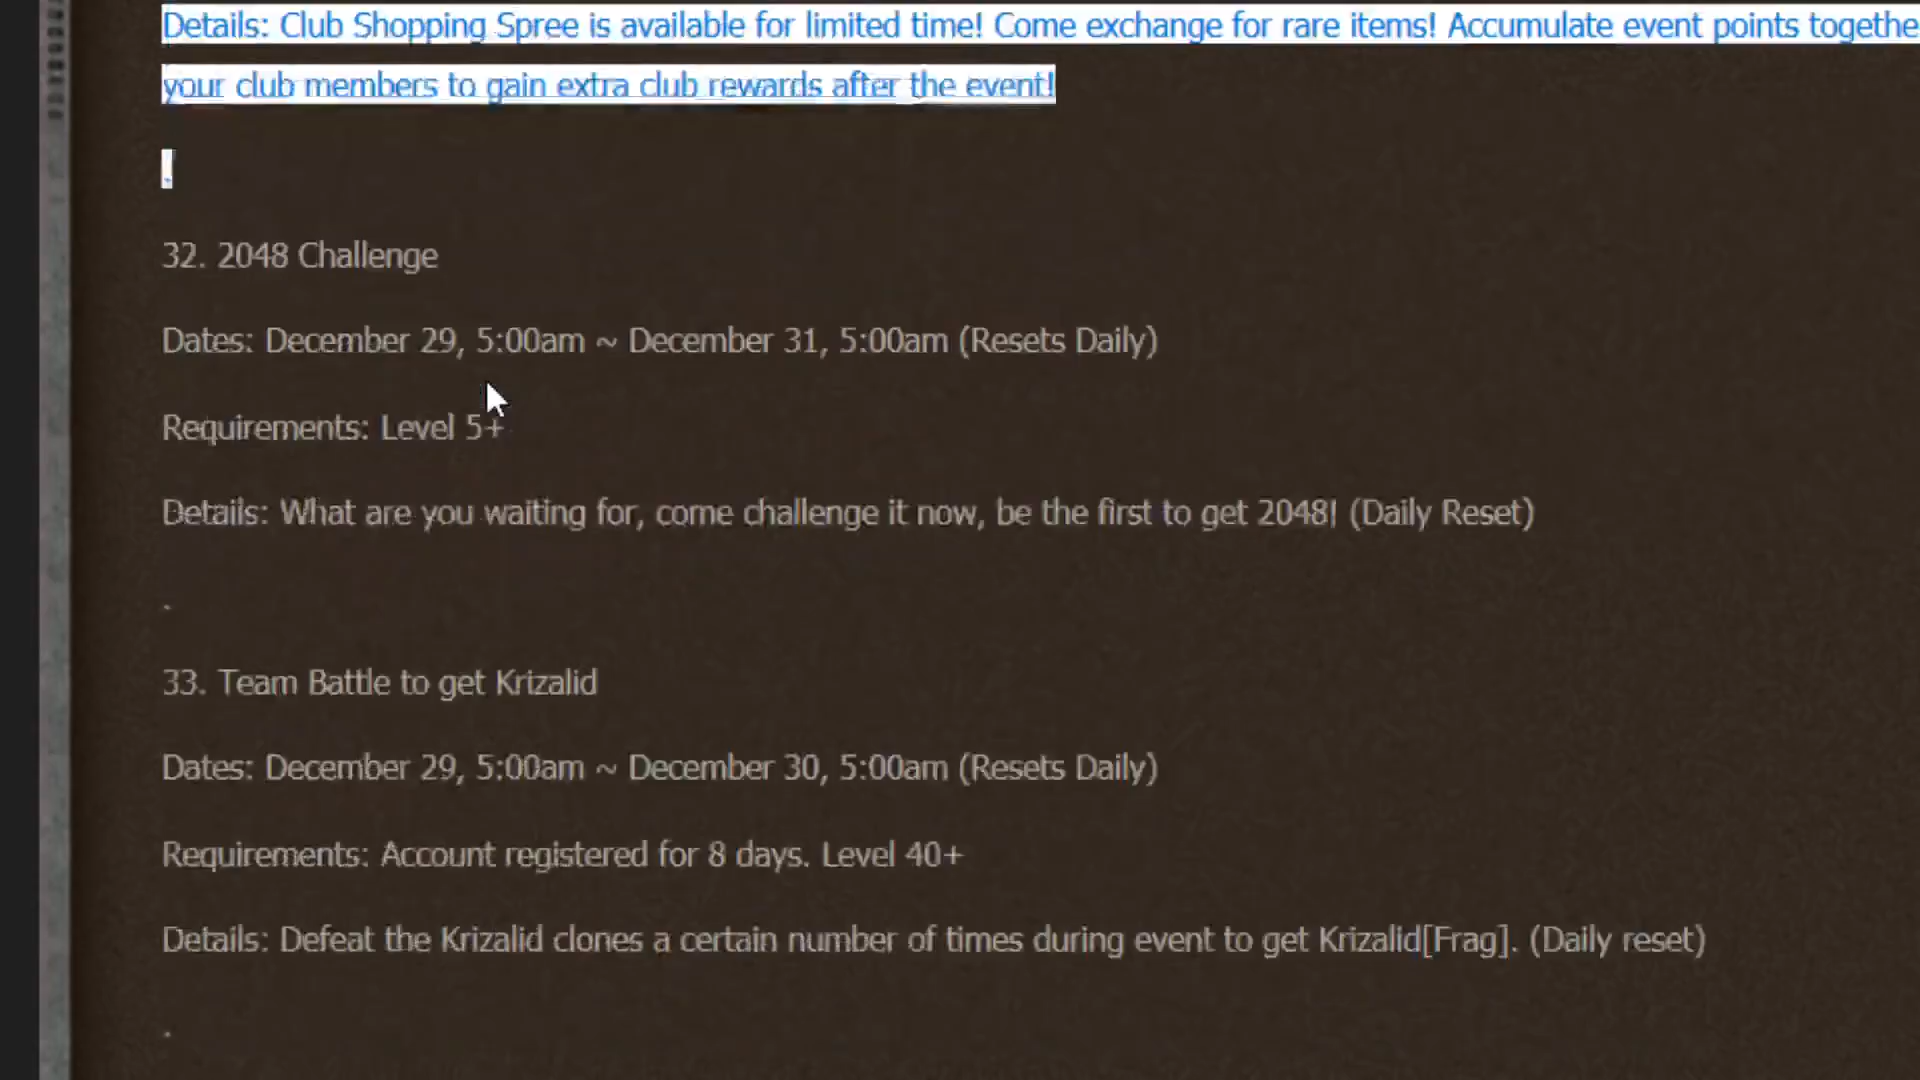 Details: Club Shopping Spree is available for limited time! Come exchange for rare items! Accumulate event points togethe
your club members to gain extra club rewards after the event!
.
32. 2048 Challenge
Dates: December 29, 5:00am ~ December 31, 5:00am (Resets Daily)
Requirements: Level 5+
Details: What are you waiting for, come challenge it now, be the first to get 2048! (Daily Reset)
.
33. Team Battle to get Krizalid
Dates: December 29, 5:00am ~ December 30, 5:00am (Resets Daily)
Requirements: Account registered for 8 days. Level 40+
Details: Defeat the Krizalid clones a certain number of times during event to get Krizalid[Frag]. (Daily reset)
.